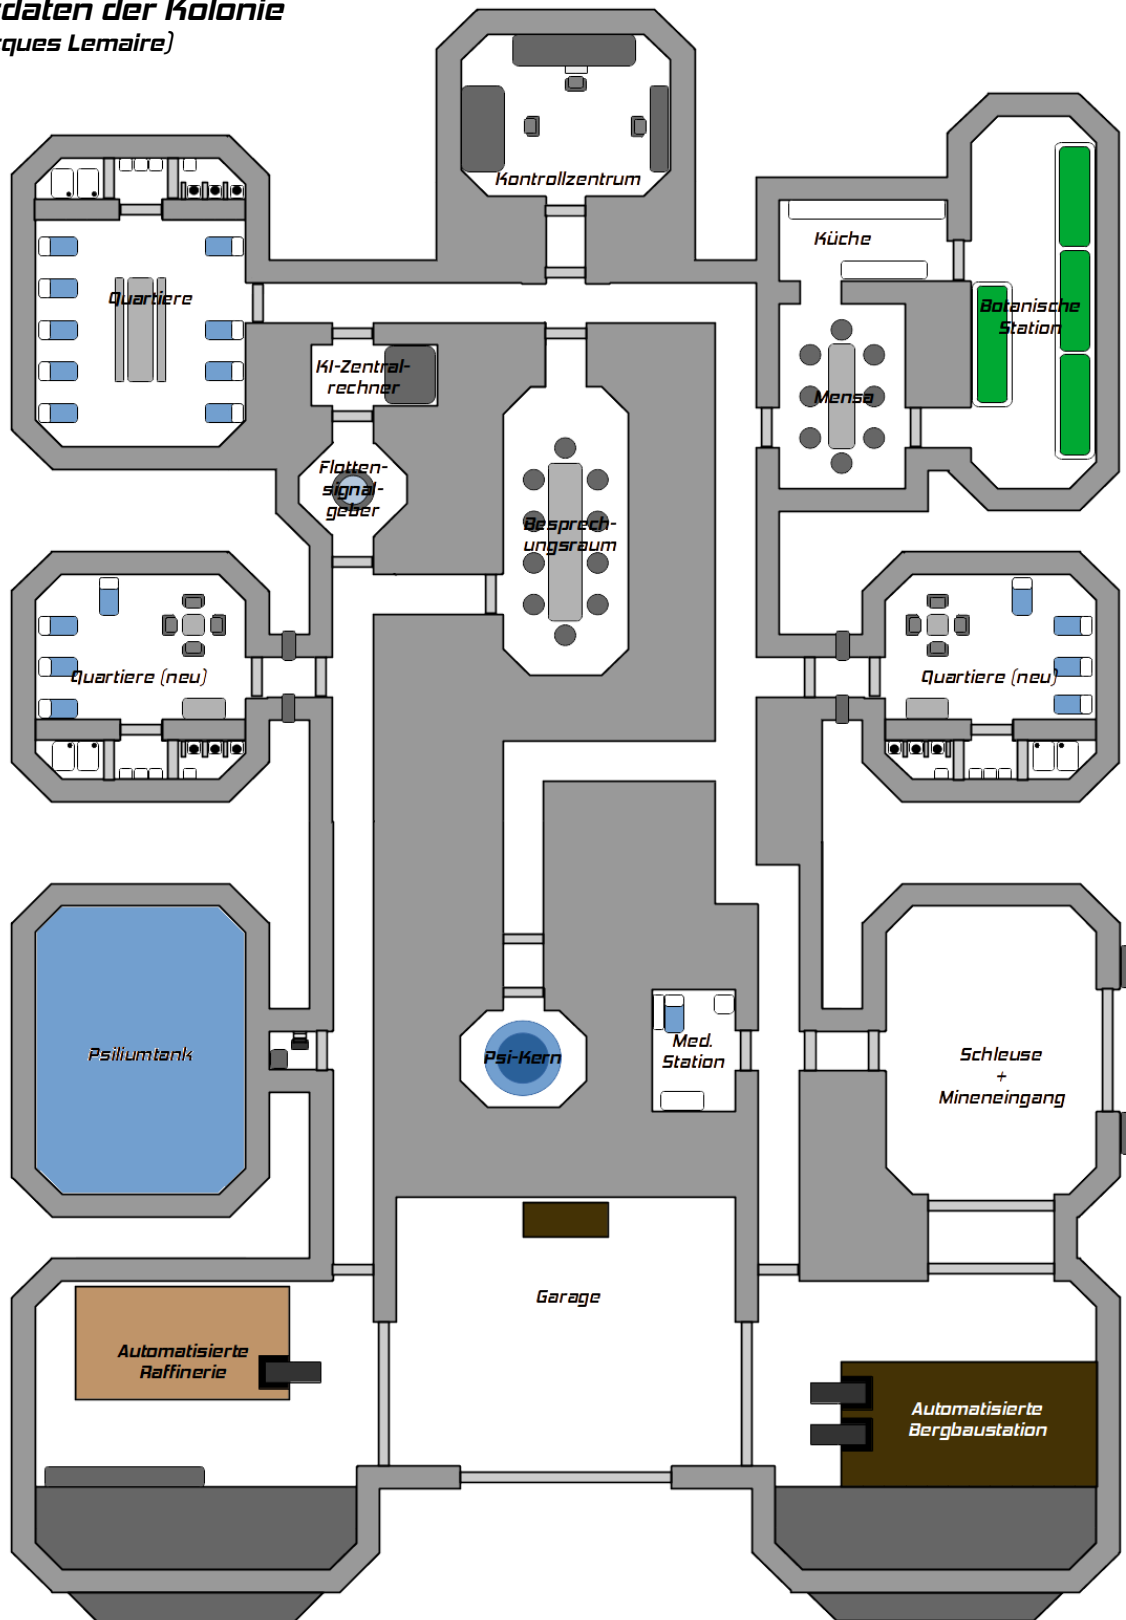 daten der Kolonie
ques Lemaire)
Kontrollzentrum
Küche
Quartiere
Botanische
Station
KI-Zentral-
rechner
Mensa
Flotten-
signal-
geber
Besprech-
ungsraum
Quartiere (neu)
Quartiere (neu)
Psiliumtank
Psi-Kern
Med.
Station
Schleuse
+
Mineneingang
Garage
Automatisierte
Raffinerie
Automatisierte
Bergbaustation